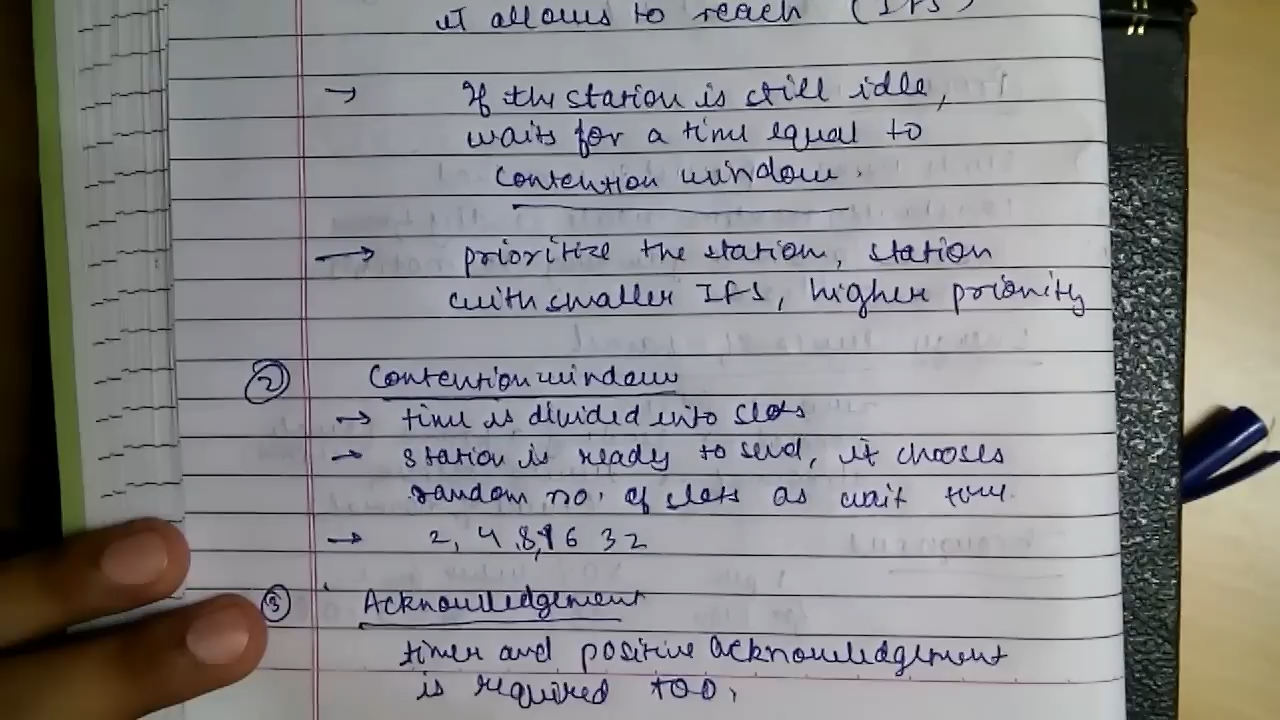 it allows to reach (IFS)
→ If the station is still idle,
waits for a time equal to
contention window.
→ prioritize the station, station
with smaller IFS, higher priority
② Contention window
→ time is divided into slots
→ station is ready to send, it chooses
random no. of slots as wait time.
→ 2, 4, 8, 16 32
③ Acknowledgement
timer and positive acknowledgement
is required too,